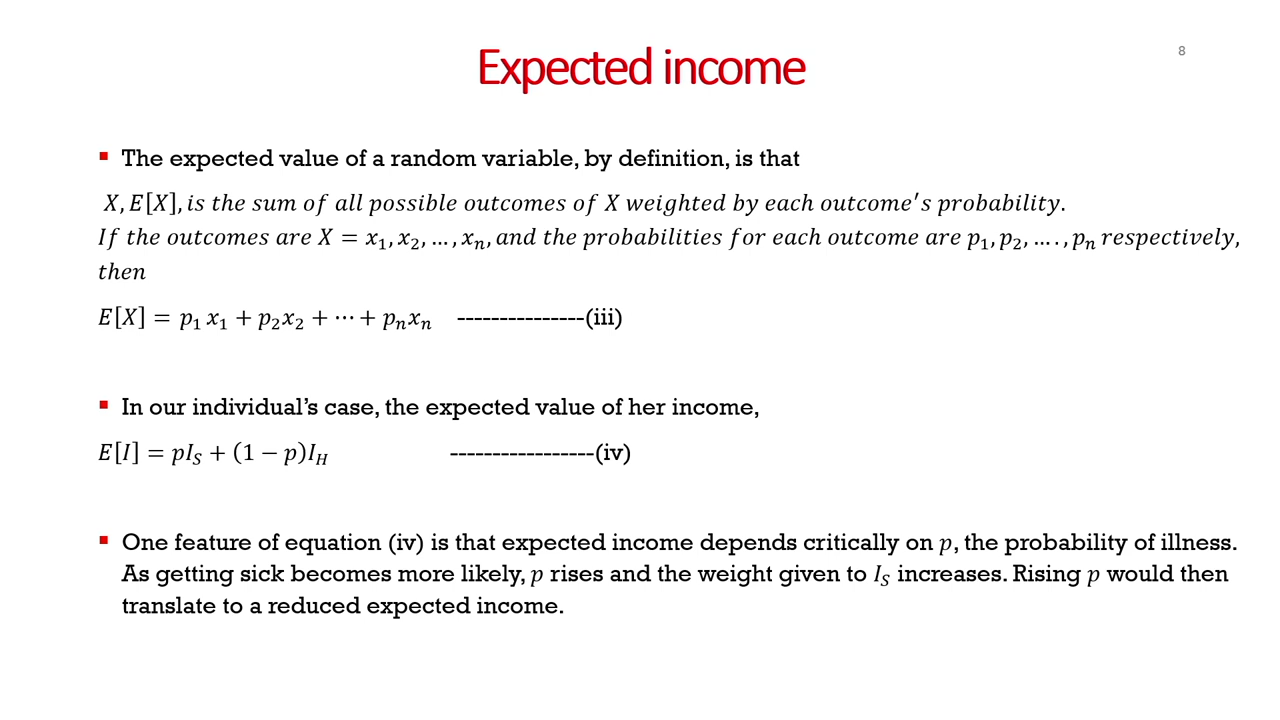 Expected income
8
▪ The expected value of a random variable, by definition, is that
X, E[X], is the sum of all possible outcomes of X weighted by each outcome's probability.
If the outcomes are X = x₁, x₂, …, xₙ, and the probabilities for each outcome are p₁, p₂, …., pₙ respectively,
then
E[X] = p₁ x₁ + p₂x₂ + ⋯ + pₙxₙ ---------------(iii)
▪ In our individual’s case, the expected value of her income,
E[I] = pI_S + (1 − p)I_H -----------------(iv)
▪ One feature of equation (iv) is that expected income depends critically on p, the probability of illness.
As getting sick becomes more likely, p rises and the weight given to I_S increases. Rising p would then
translate to a reduced expected income.